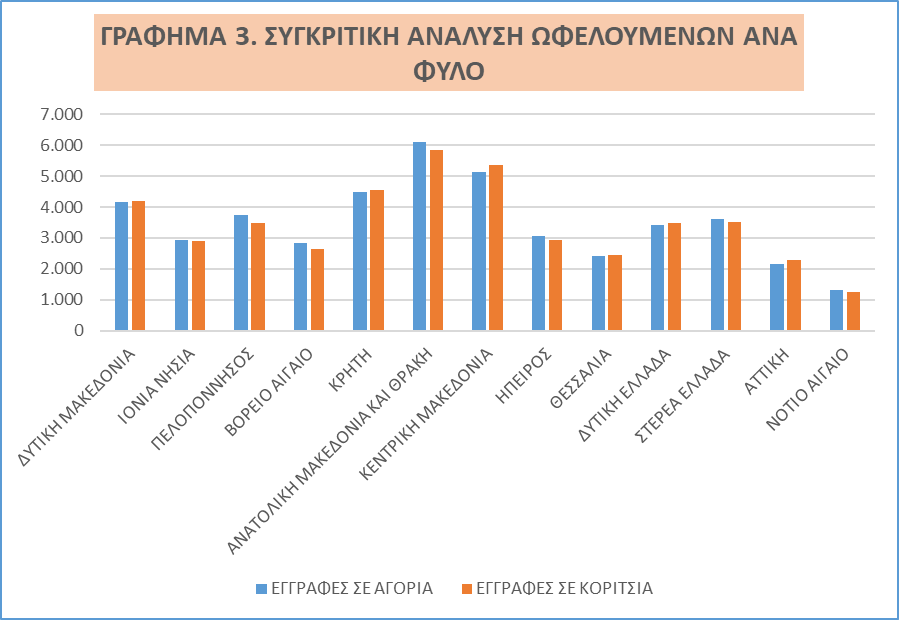 ΓΡΑΦΗΜΑ 3. ΣΥΓΚΡΙΤΙΚΗ ΑΝΑΛΥΣΗ ΩΦΕΛΟΥΜΕΝΩΝ ΑΝΑ
ΦΥΛΟ
7.000
6.000
5.000
4.000
3.000
2.000
1.000
0
ΔΥΤΙΚΗ ΜΑΚΕΔΟΝΙΑ
ΙΟΝΙΑ ΝΗΣΙΑ
ΠΕΛΟΠΟΝΝΗΣΟΣ
ΒΟΡΕΙΟ ΑΙΓΑΙΟ
ΚΡΗΤΗ
ΑΝΑΤΟΛΙΚΗ ΜΑΚΕΔΟΝΙΑ ΚΑΙ ΘΡΑΚΗ
ΚΕΝΤΡΙΚΗ ΜΑΚΕΔΟΝΙΑ
ΗΠΕΙΡΟΣ
ΘΕΣΣΑΛΙΑ
ΔΥΤΙΚΗ ΕΛΛΑΔΑ
ΣΤΕΡΕΑ ΕΛΛΑΔΑ
ΑΤΤΙΚΗ
ΝΟΤΙΟ ΑΙΓΑΙΟ
ΕΓΓΡΑΦΕΣ ΣΕ ΑΓΟΡΙΑ
ΕΓΓΡΑΦΕΣ ΣΕ ΚΟΡΙΤΣΙΑ